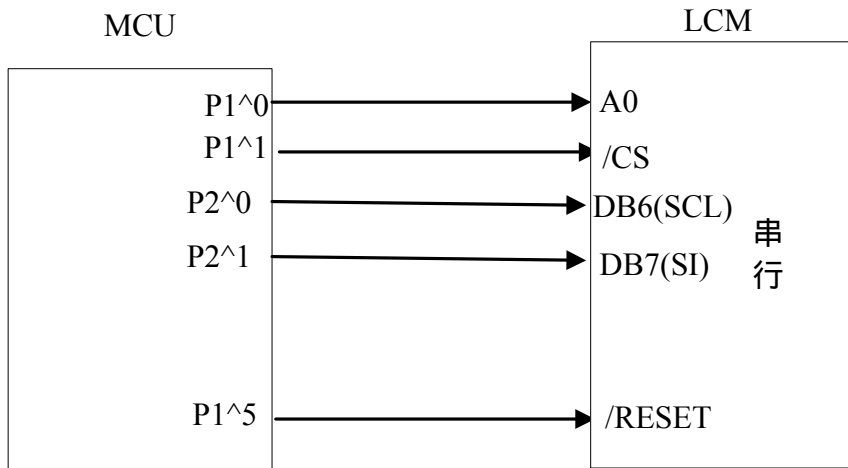 MCU LCM
P1^0 A0
P1^1 /CS
P2^0 DB6(SCL)
P2^1 DB7(SI)
串
行
P1^5 /RESET